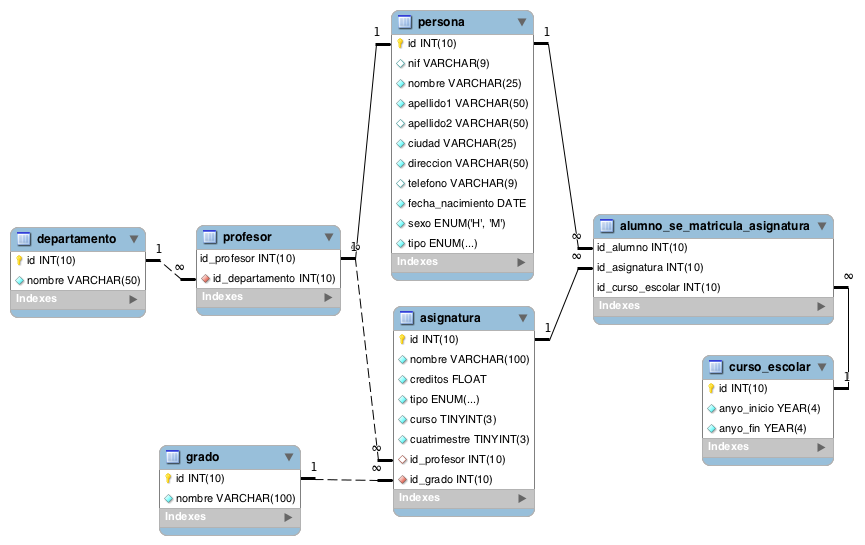 persona
id INT(10)
nif VARCHAR(9)
nombre VARCHAR(25)
apellido1 VARCHAR(50)
apellido2 VARCHAR(50)
ciudad VARCHAR(25)
direccion VARCHAR(50)
telefono VARCHAR(9)
fecha_nacimiento DATE
sexo ENUM('H', 'M')
tipo ENUM(...)
Indexes
1
1
departamento
id INT(10)
nombre VARCHAR(50)
Indexes
1
∞
profesor
id_profesor INT(10)
id_departamento INT(10)
Indexes
1
alumno_se_matricula_asignatura
id_alumno INT(10)
id_asignatura INT(10)
id_curso_escolar INT(10)
Indexes
∞
∞
∞
asignatura
id INT(10)
nombre VARCHAR(100)
creditos FLOAT
tipo ENUM(...)
curso TINYINT(3)
cuatrimestre TINYINT(3)
id_profesor INT(10)
id_grado INT(10)
Indexes
1
∞
∞
curso_escolar
id INT(10)
anyo_inicio YEAR(4)
anyo_fin YEAR(4)
Indexes
1
grado
id INT(10)
nombre VARCHAR(100)
Indexes
1